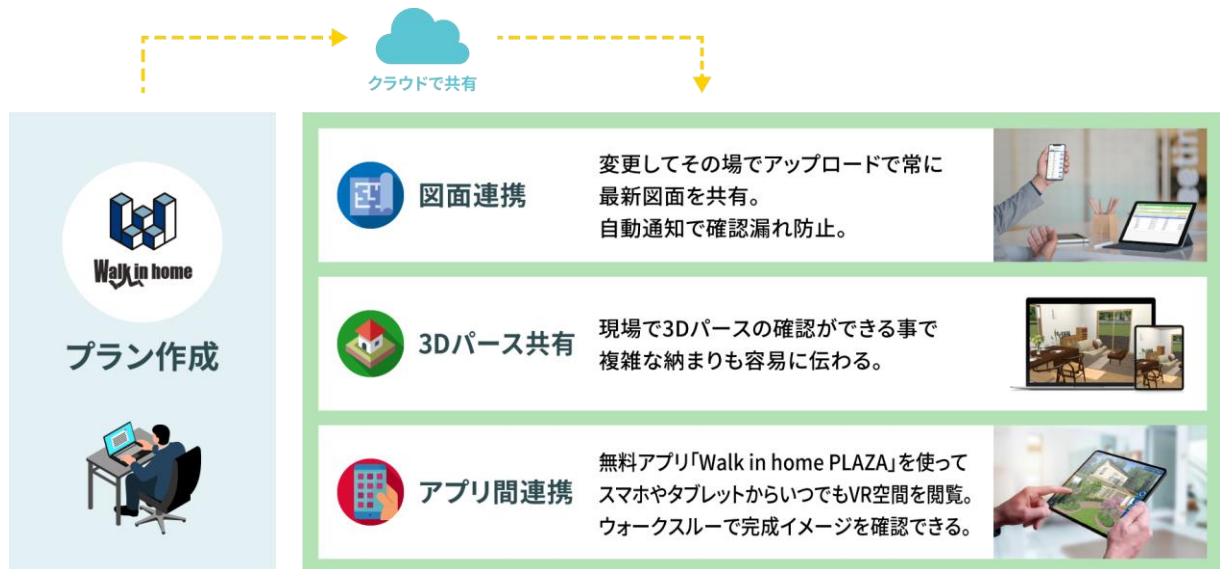 クラウドで共有
Walk in home
プラン作成
図面連携
変更してその場でアップロードで常に
最新図面を共有。
自動通知で確認漏れ防止。
3Dパース共有
現場で3Dパースの確認ができる事で
複雑な納まりも容易に伝わる。
アプリ間連携
無料アプリ「Walk in home PLAZA」を使って
スマホやタブレットからいつでもVR空間を閲覧。
ウォークスルーで完成イメージを確認できる。